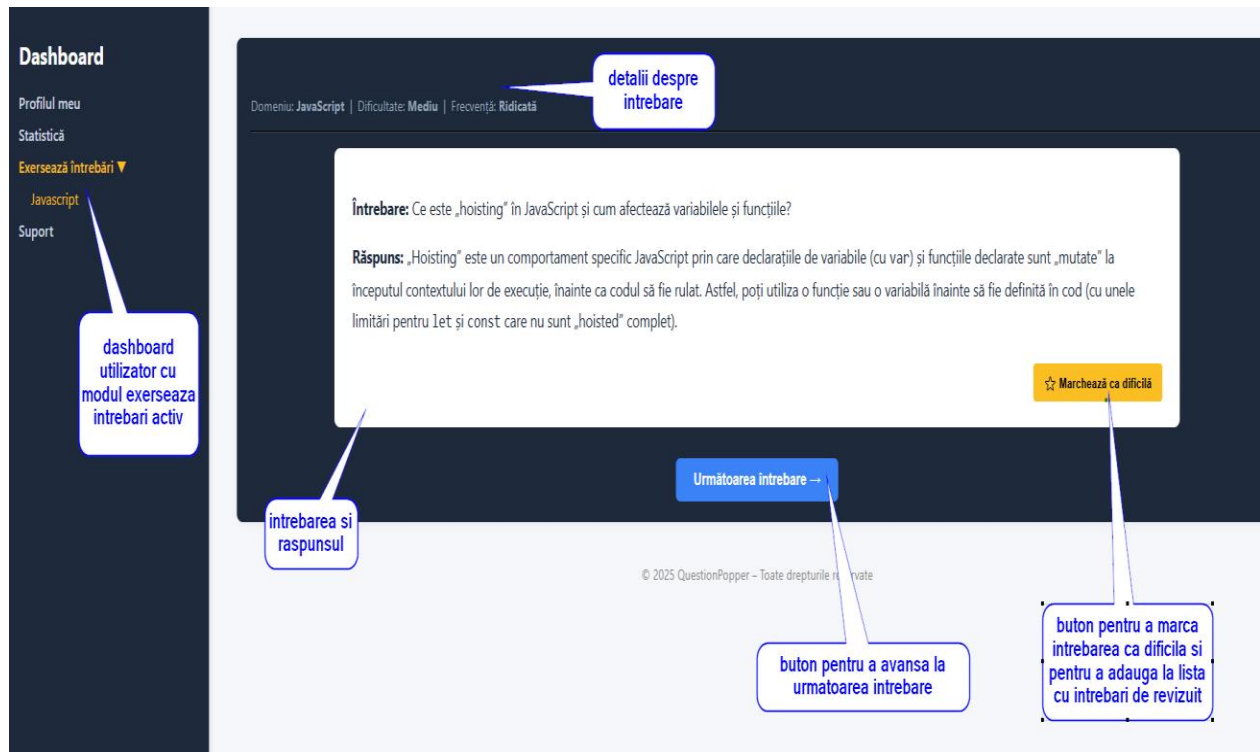 Dashboard
Profilul meu
Statistică
Exersează întrebări ▼
Javascript
Suport
dashboard
utilizator cu
modul exerseaza
intrebari activ
detalii despre
intrebare
Domeniu: JavaScript | Dificultate: Mediu | Frecvență: Ridicată
Întrebare: Ce este „hoisting” în JavaScript și cum afectează variabilele și funcțiile?
Răspuns: „Hoisting” este un comportament specific JavaScript prin care declarațiile de variabile (cu var) și funcțiile declarate sunt „mutate” la
începutul contextului lor de execuție, înainte ca codul să fie rulat. Astfel, poți utiliza o funcție sau o variabilă înainte să fie definită în cod (cu unele
limitări pentru let și const care nu sunt „hoisted” complet).
☆ Marchează ca dificilă
Următoarea întrebare →
intrebarea si
raspunsul
© 2025 QuestionPopper – Toate drepturile rezervate
buton pentru a avansa la
urmatoarea intrebare
buton pentru a marca
intrebarea ca dificila si
pentru a adauga la lista
cu intrebari de revizuit